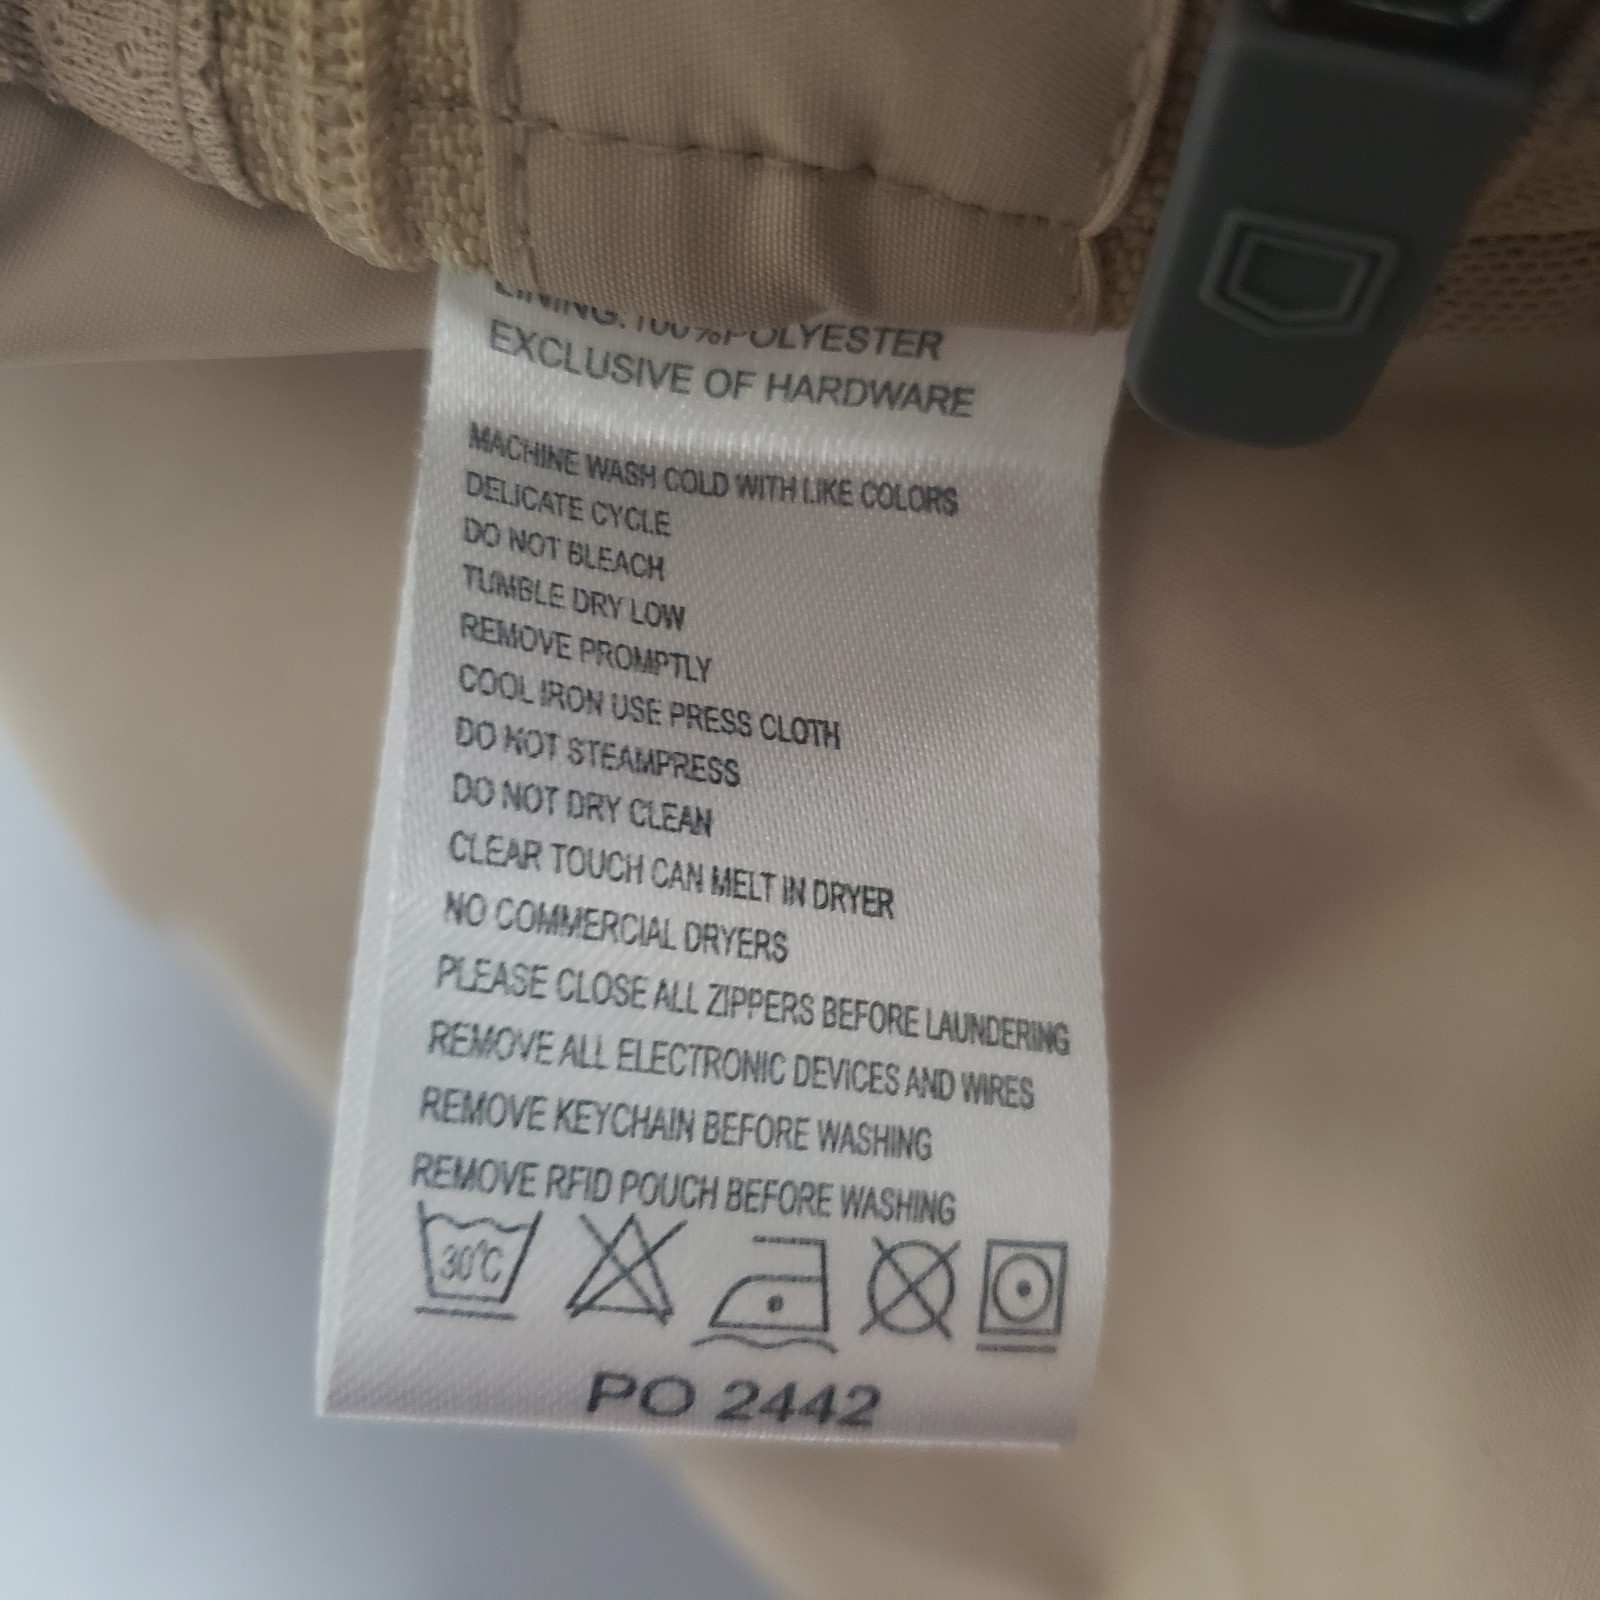 LINING:100%POLYESTER
EXCLUSIVE OF HARDWARE
MACHINE WASH COLD WITH LIKE COLORS
DELICATE CYCLE
DO NOT BLEACH
TUMBLE DRY LOW
REMOVE PROMPTLY
COOL IRON USE PRESS CLOTH
DO NOT STEAMPRESS
DO NOT DRY CLEAN
CLEAR TOUCH CAN MELT IN DRYER
NO COMMERCIAL DRYERS
PLEASE CLOSE ALL ZIPPERS BEFORE LAUNDERING
REMOVE ALL ELECTRONIC DEVICES AND WIRES
REMOVE KEYCHAIN BEFORE WASHING
REMOVE RFID POUCH BEFORE WASHING
30°C
PO 2442